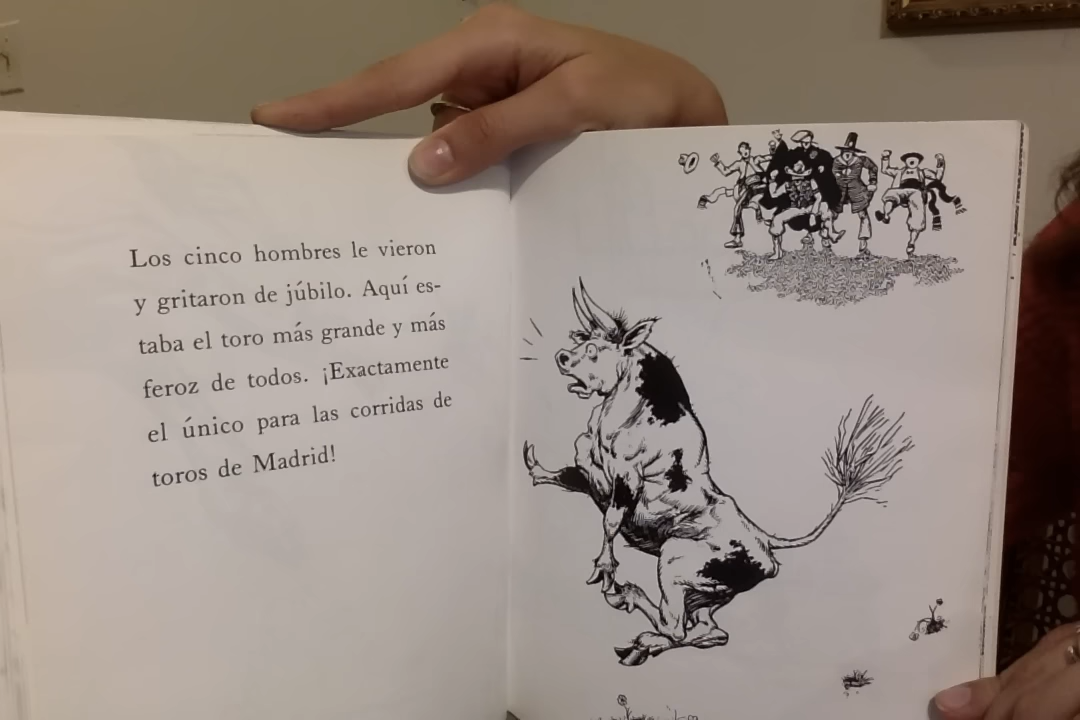 Los cinco hombres le vieron
y gritaron de júbilo. Aquí es-
taba el toro más grande y más
feroz de todos. ¡Exactamente
el único para las corridas de
toros de Madrid!